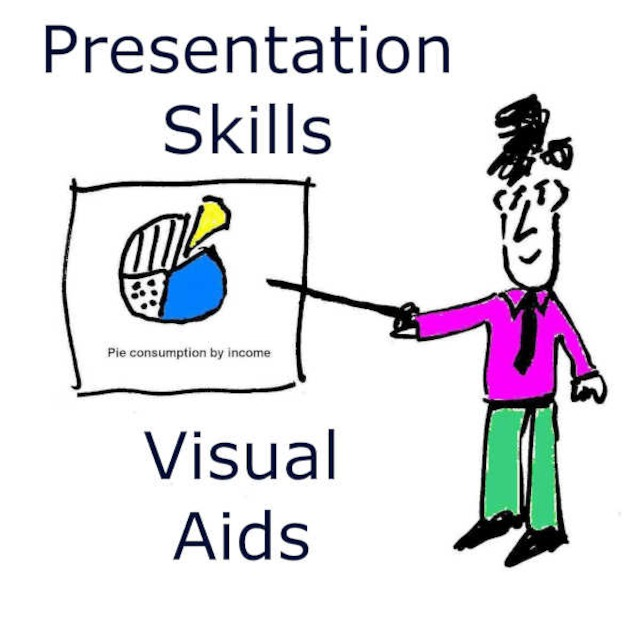 Presentation
Skills
Pie consumption by income
Visual
Aids